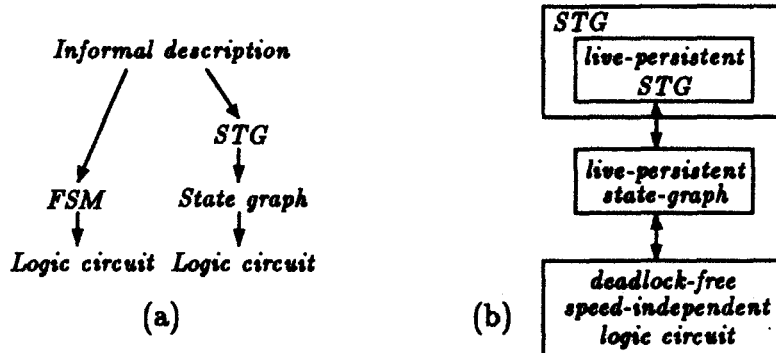 Informal description
STG
FSM
State graph
Logic circuit
Logic circuit
(a)
STG
live-persistent
STG
live-persistent
state-graph
deadlock-free
speed-independent
logic circuit
(b)